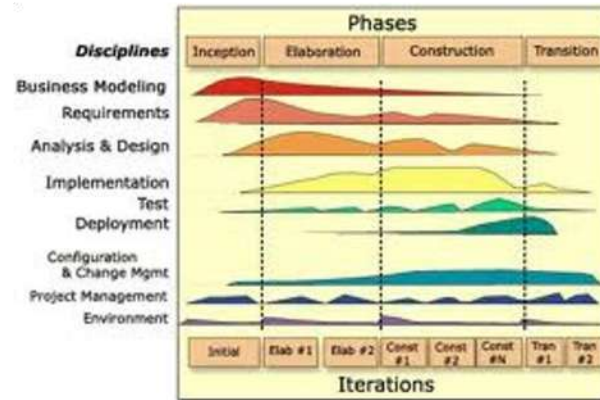 Phases
Disciplines
Inception Elaboration Construction Transition
Business Modeling
Requirements
Analysis & Design
Implementation
Test
Deployment
Configuration
& Change Mgmt
Project Management
Environment
Initial
Elab #1
Elab #2
Const
#1
Const
#2
Const
#N
Tran
#1
Tran
#2
Iterations